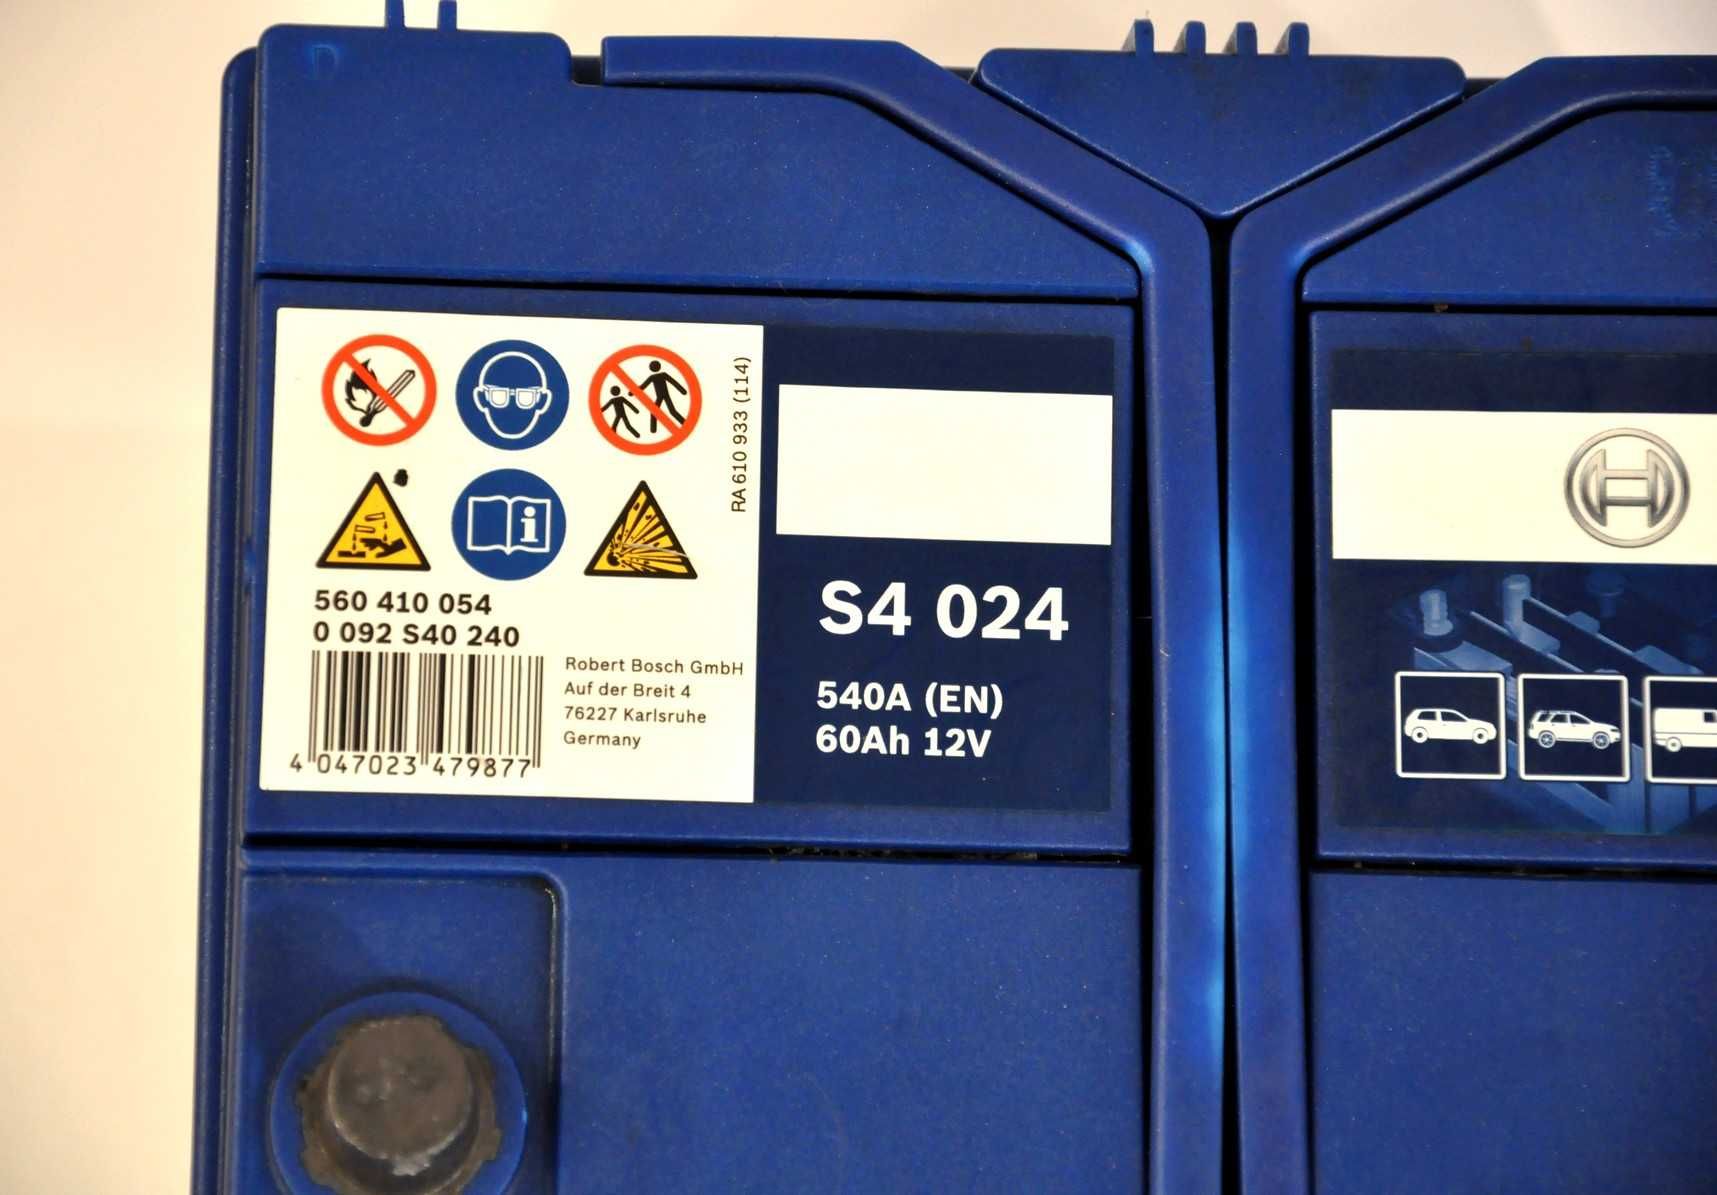 D
RA 610 933 (114)
560 410 054
0 092 S40 240
4 047023 479877
Robert Bosch GmbH
Auf der Breit 4
76227 Karlsruhe
Germany
S4 024
540A (EN)
60Ah 12V